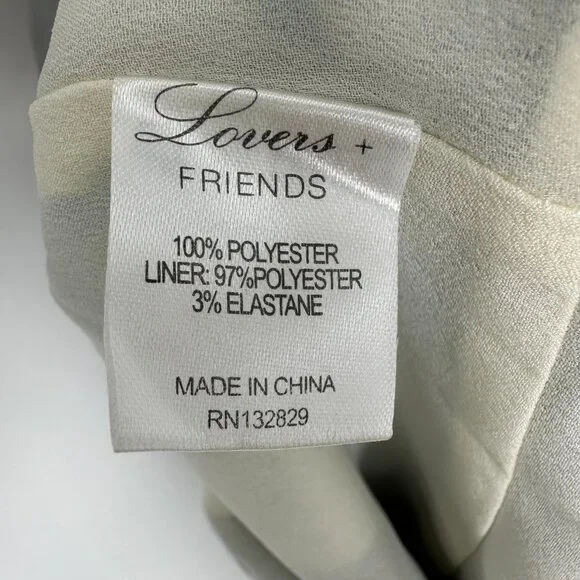 Lovers +
FRIENDS
100% POLYESTER
LINER: 97%POLYESTER
3% ELASTANE
MADE IN CHINA
RN132829